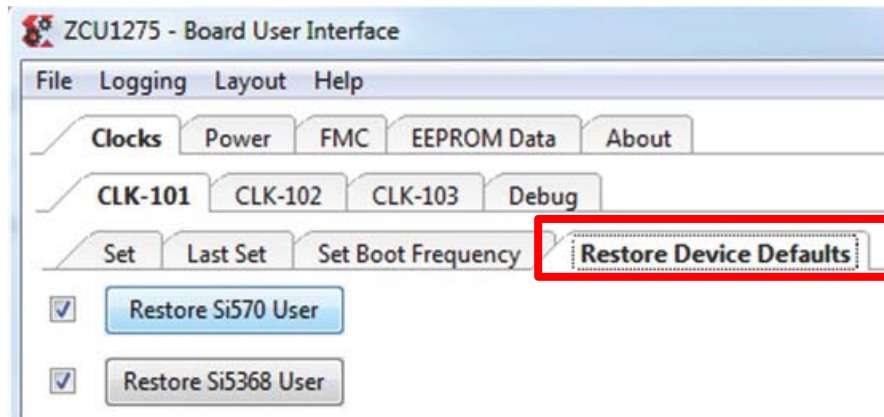 ZCU1275 - Board User Interface
File Logging Layout Help
Clocks Power FMC EEPROM Data About
CLK-101 CLK-102 CLK-103 Debug
Set Last Set Set Boot Frequency Restore Device Defaults
Restore Si570 User
Restore Si5368 User